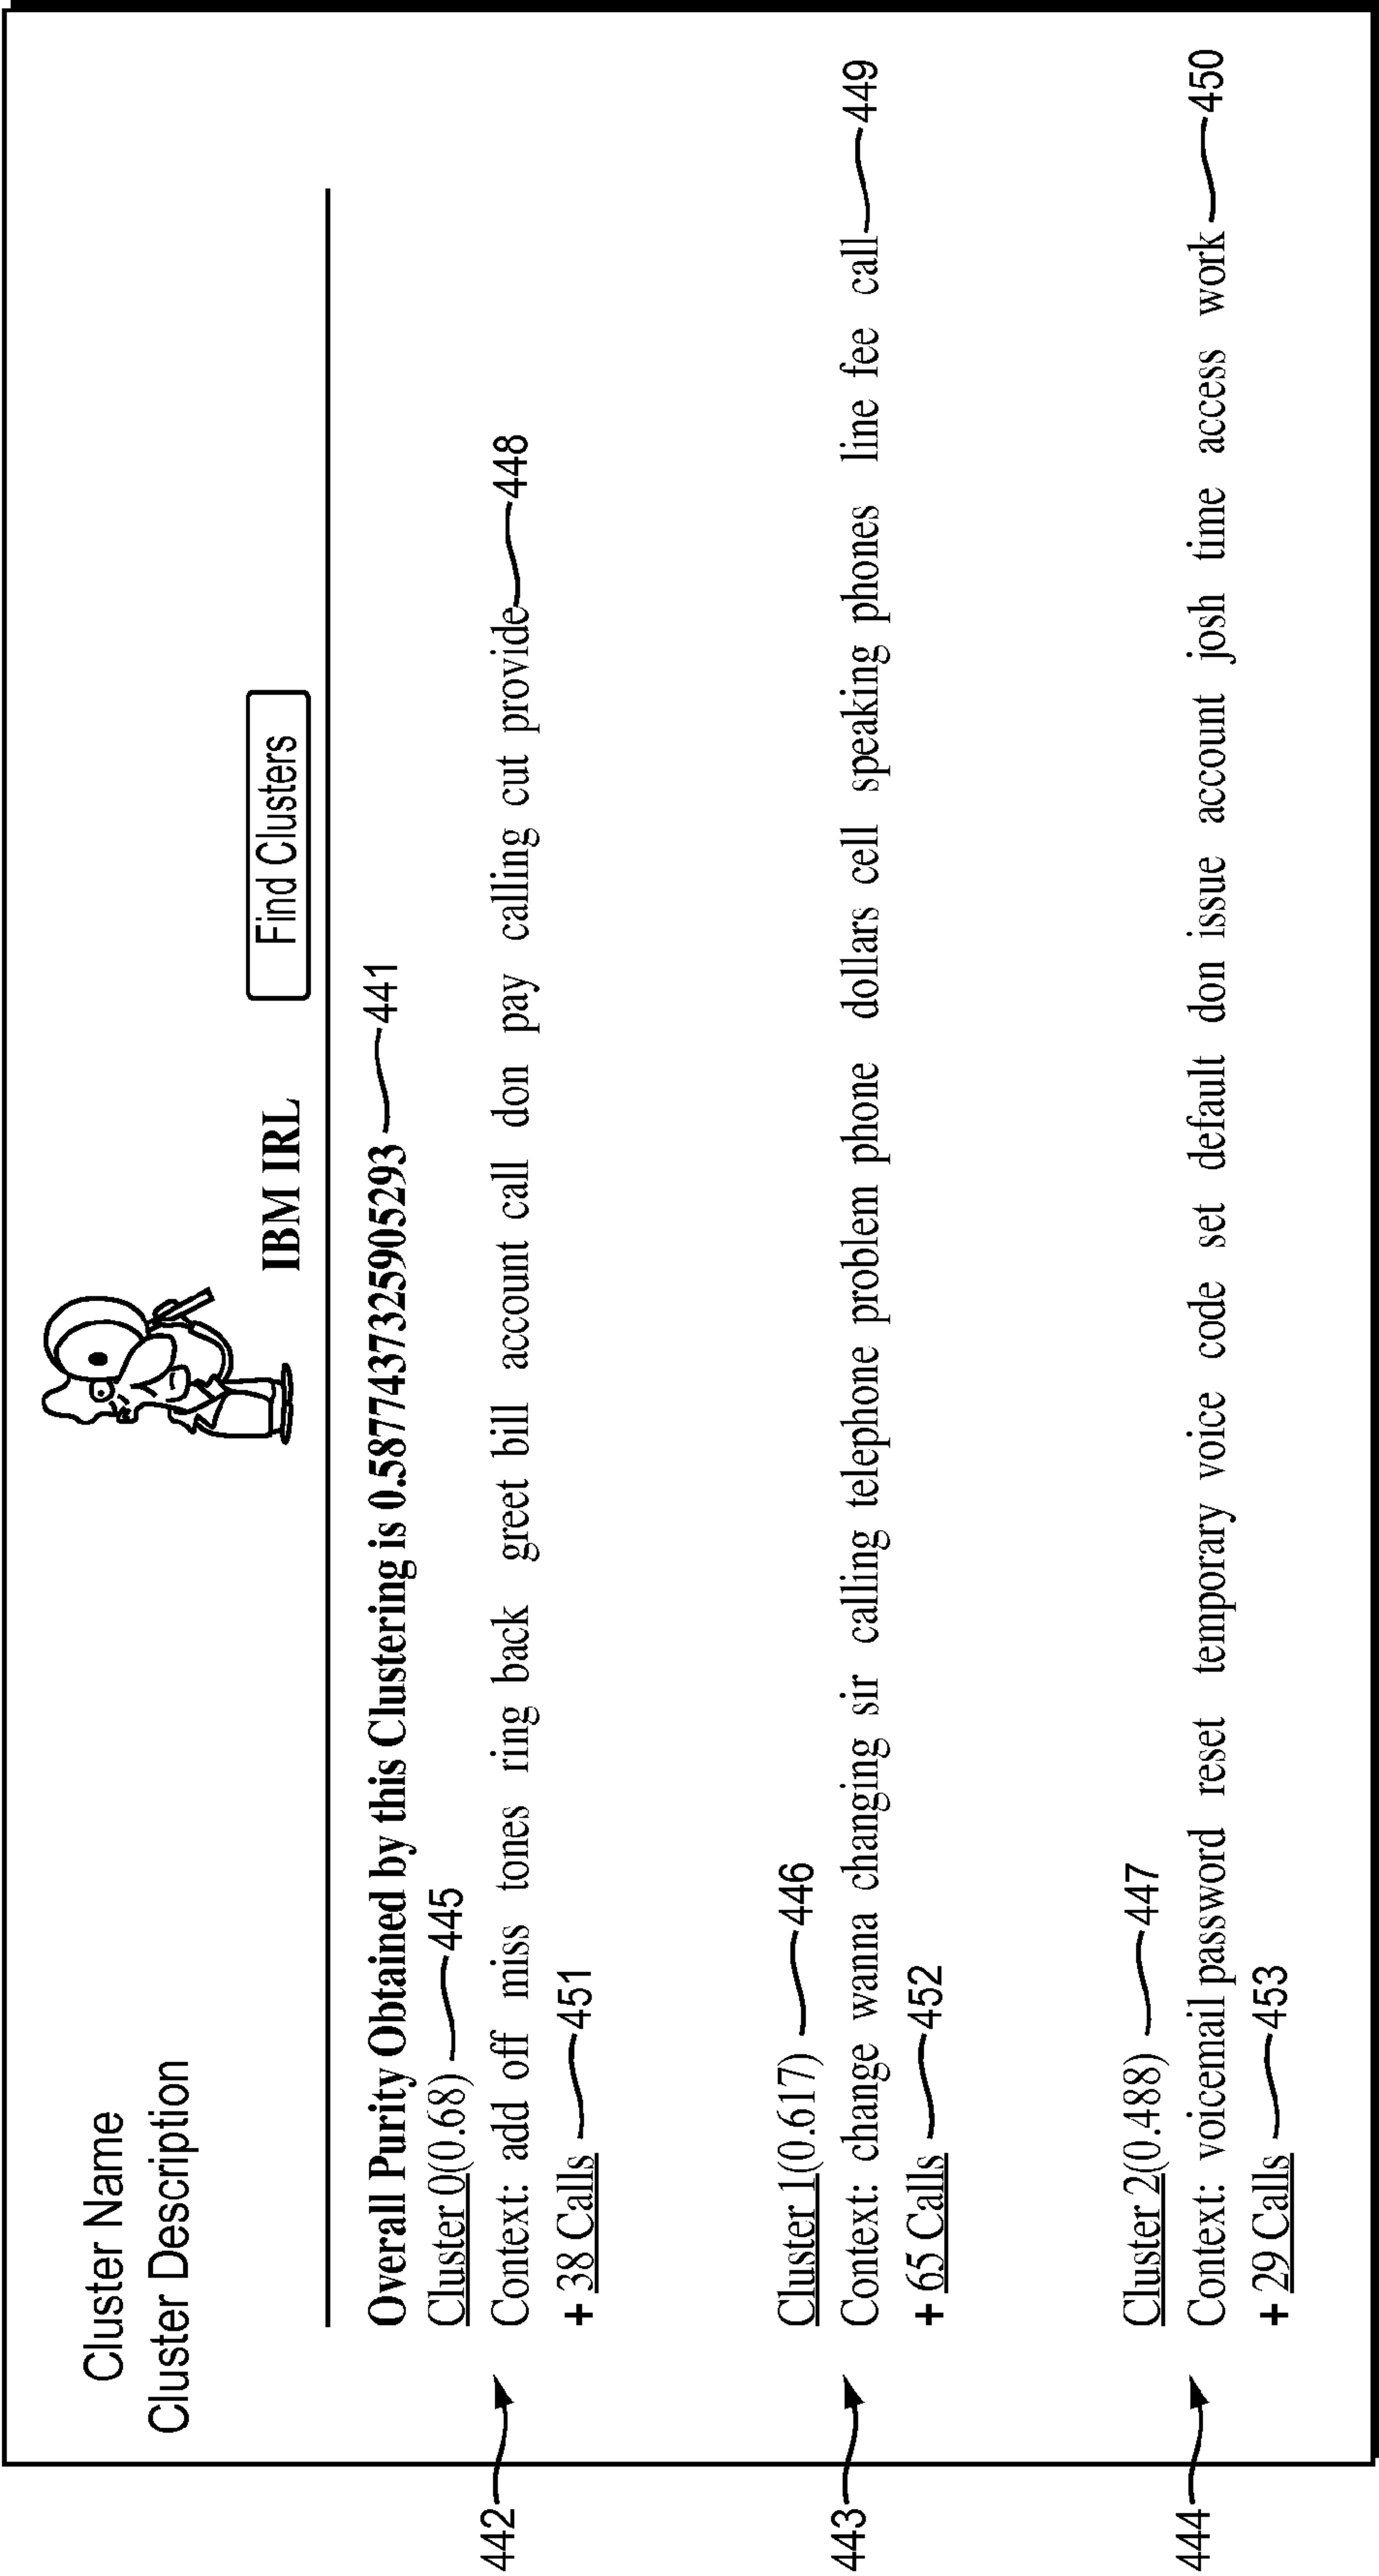 Cluster Name
Cluster Description
IBM IRL
Find Clusters
Overall Purity Obtained by this Clustering is 0.5877437325905293 441
Cluster 0(0.68) 445
442 Context: add off miss tones ring back greet bill account call don pay calling cut provide 448
+ 38 Calls 451
Cluster 1(0.617) 446
443 Context: change wanna changing sir calling telephone problem phone dollars cell speaking phones line fee call 449
+ 65 Calls 452
Cluster 2(0.488) 447
444 Context: voicemail password reset temporary voice code set default don issue account josh time access work 450
+ 29 Calls 453